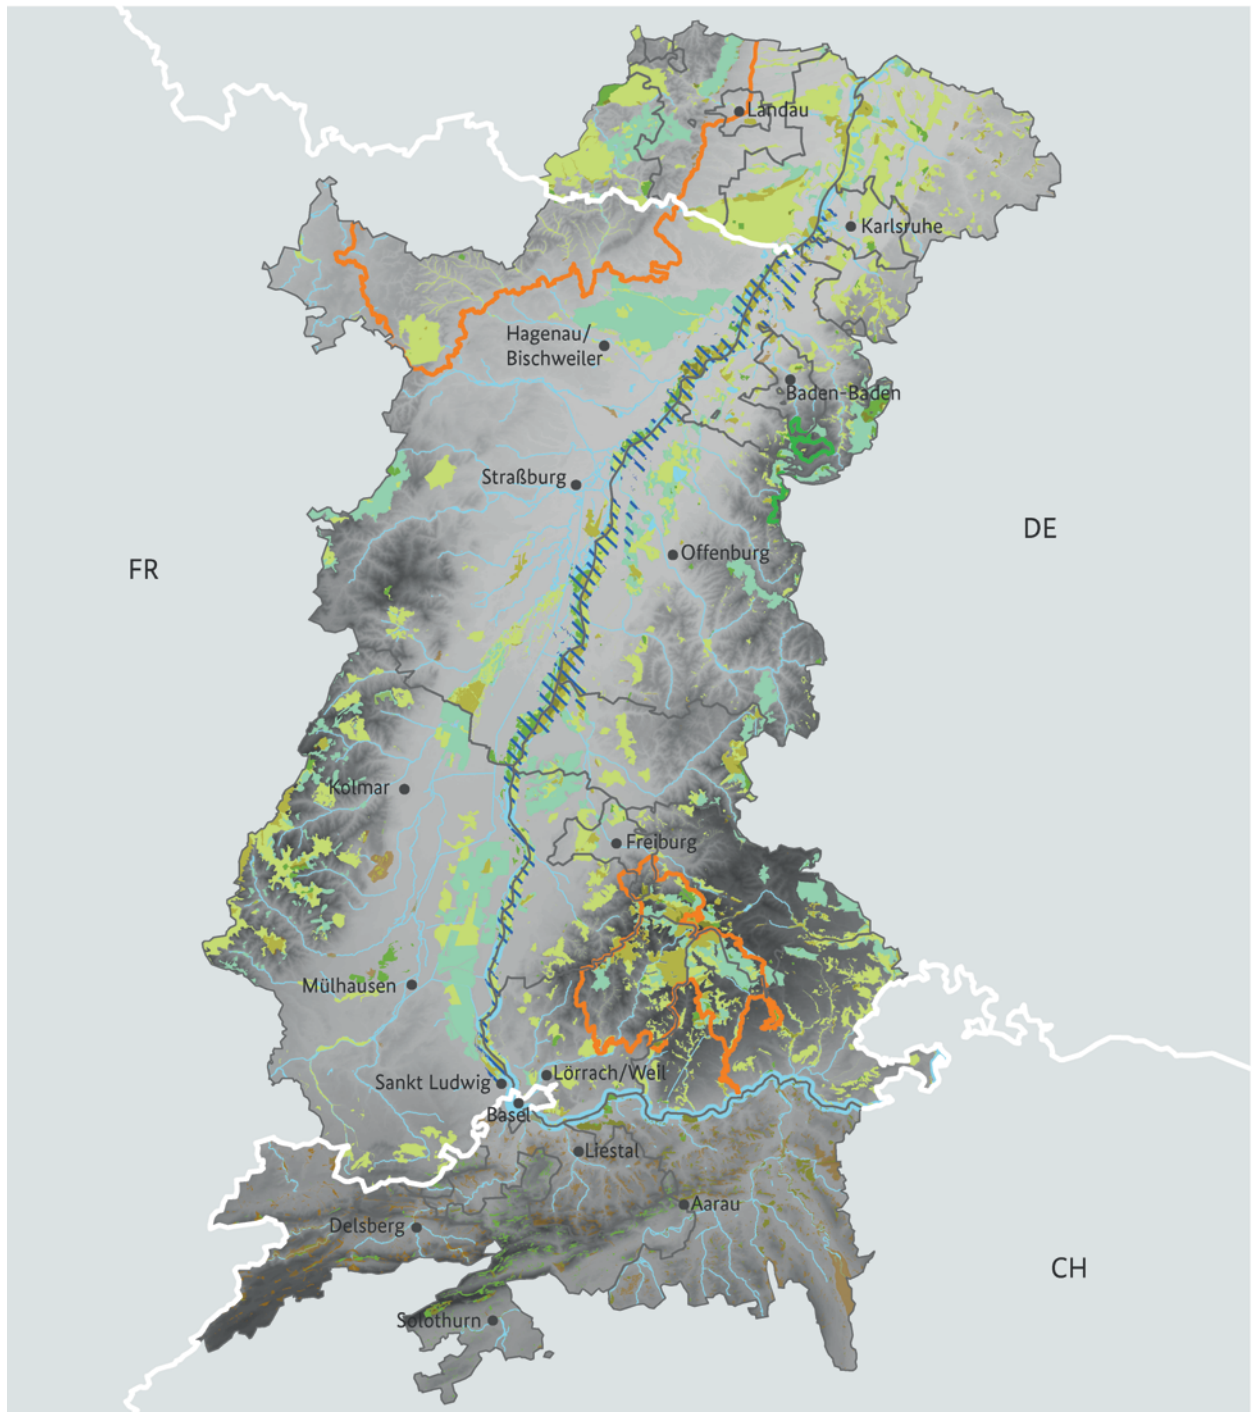 Landau
Karlsruhe
Hagenau/
Bischweiler
Baden-Baden
Straßburg
DE
Offenburg
FR
Kolmar
Freiburg
Mülhausen
Lörrach/Weil
Sankt Ludwig
Basel
Liestal
Aarau
Delsberg
CH
Solothurn